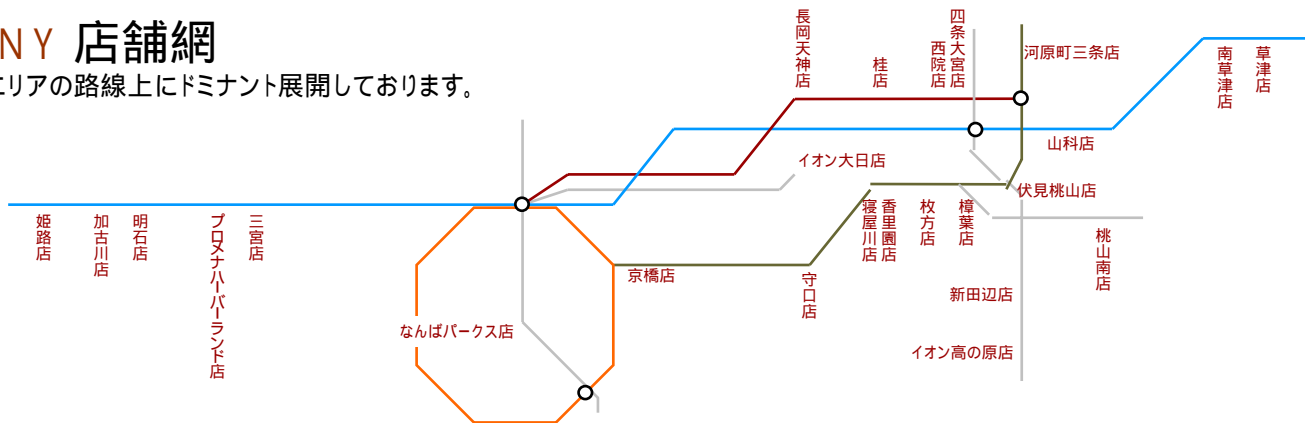 NY 店舗網
エリアの路線上にドミナント展開しております。
長岡天神店
桂店
西院店
四条大宮店
河原町三条店
南草津店
草津店
山科店
イオン大日店
伏見桃山店
姫路店
加古川店
明石店
プロメナハーバーランド店
三宮店
京橋店
守口店
寝屋川店
香里園店
枚方店
樟葉店
桃山南店
新田辺店
なんばパークス店
イオン高の原店